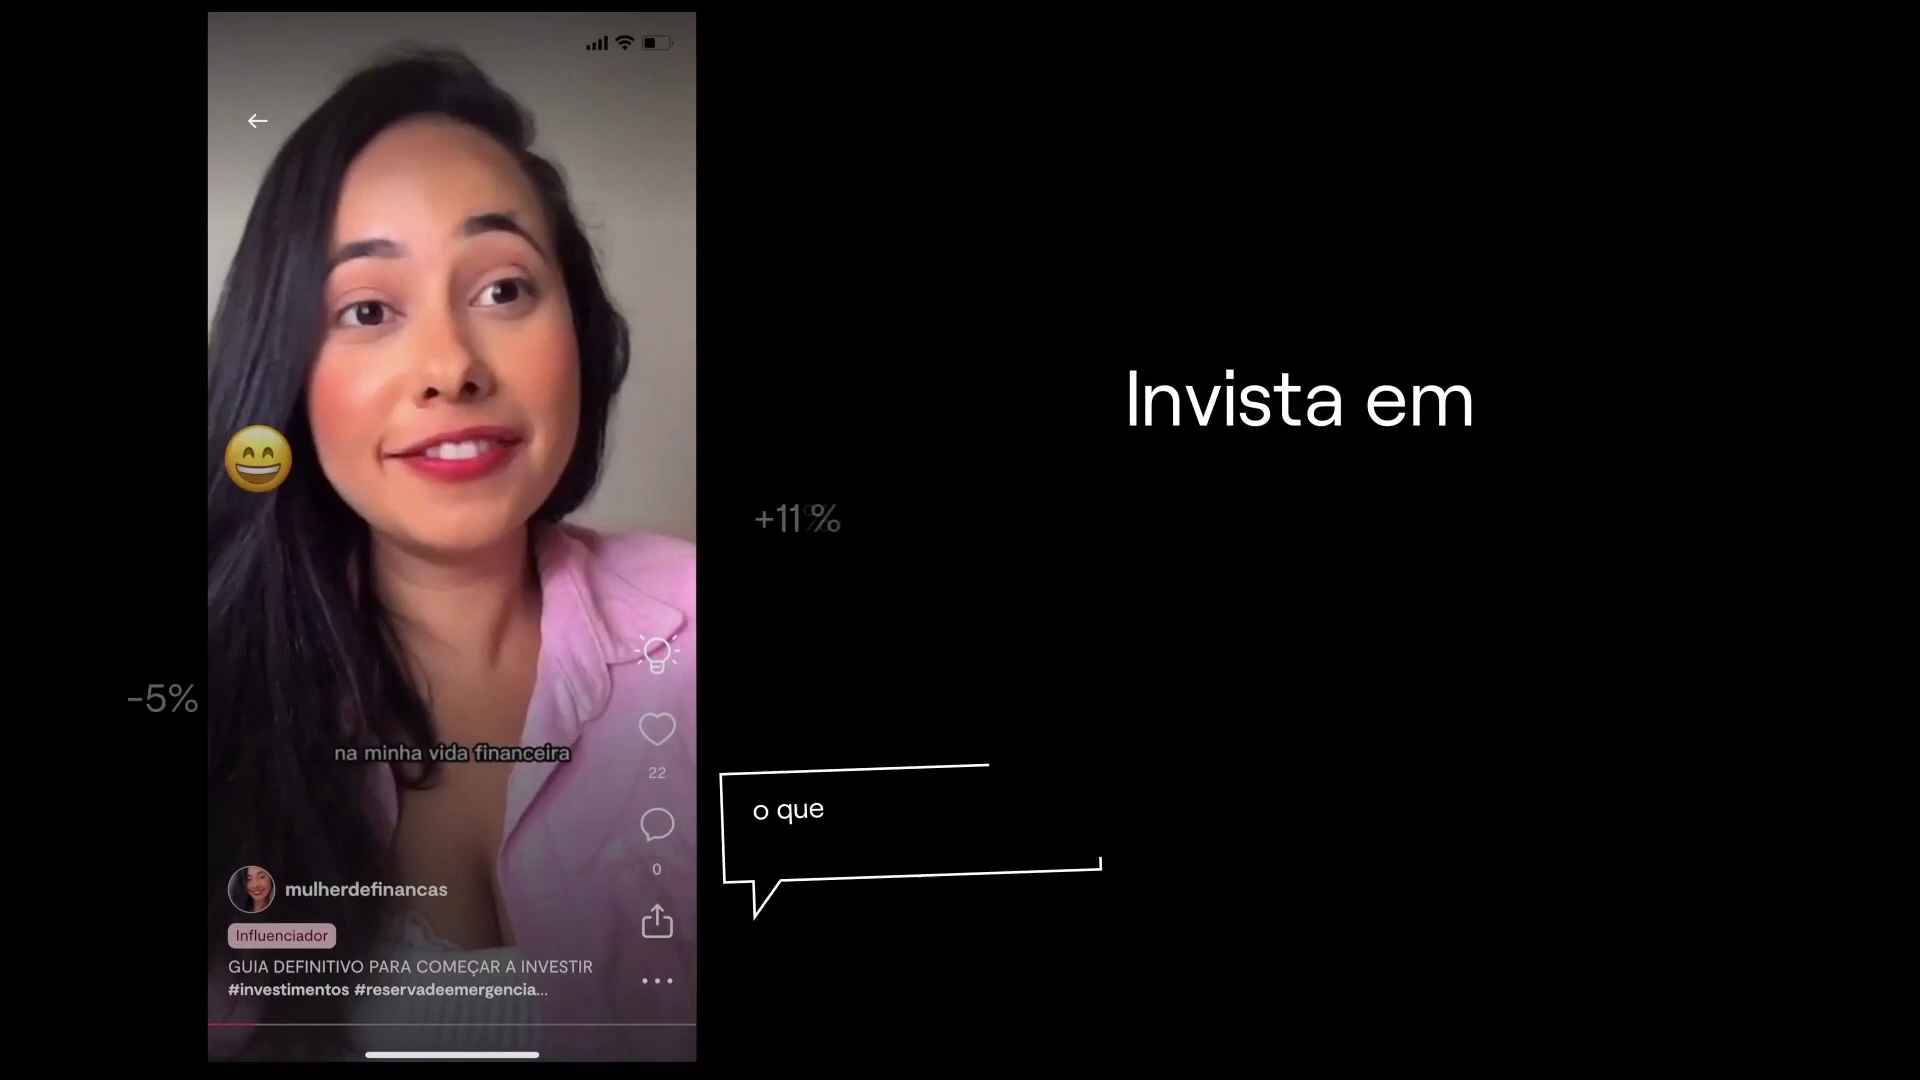 Invista em
+11%
-5%
na minha vida financeira
22
o que
0
mulherdefinancas
Influenciador
GUIA DEFINITIVO PARA COMEÇAR A INVESTIR
#investimentos #reservadeemergencia...